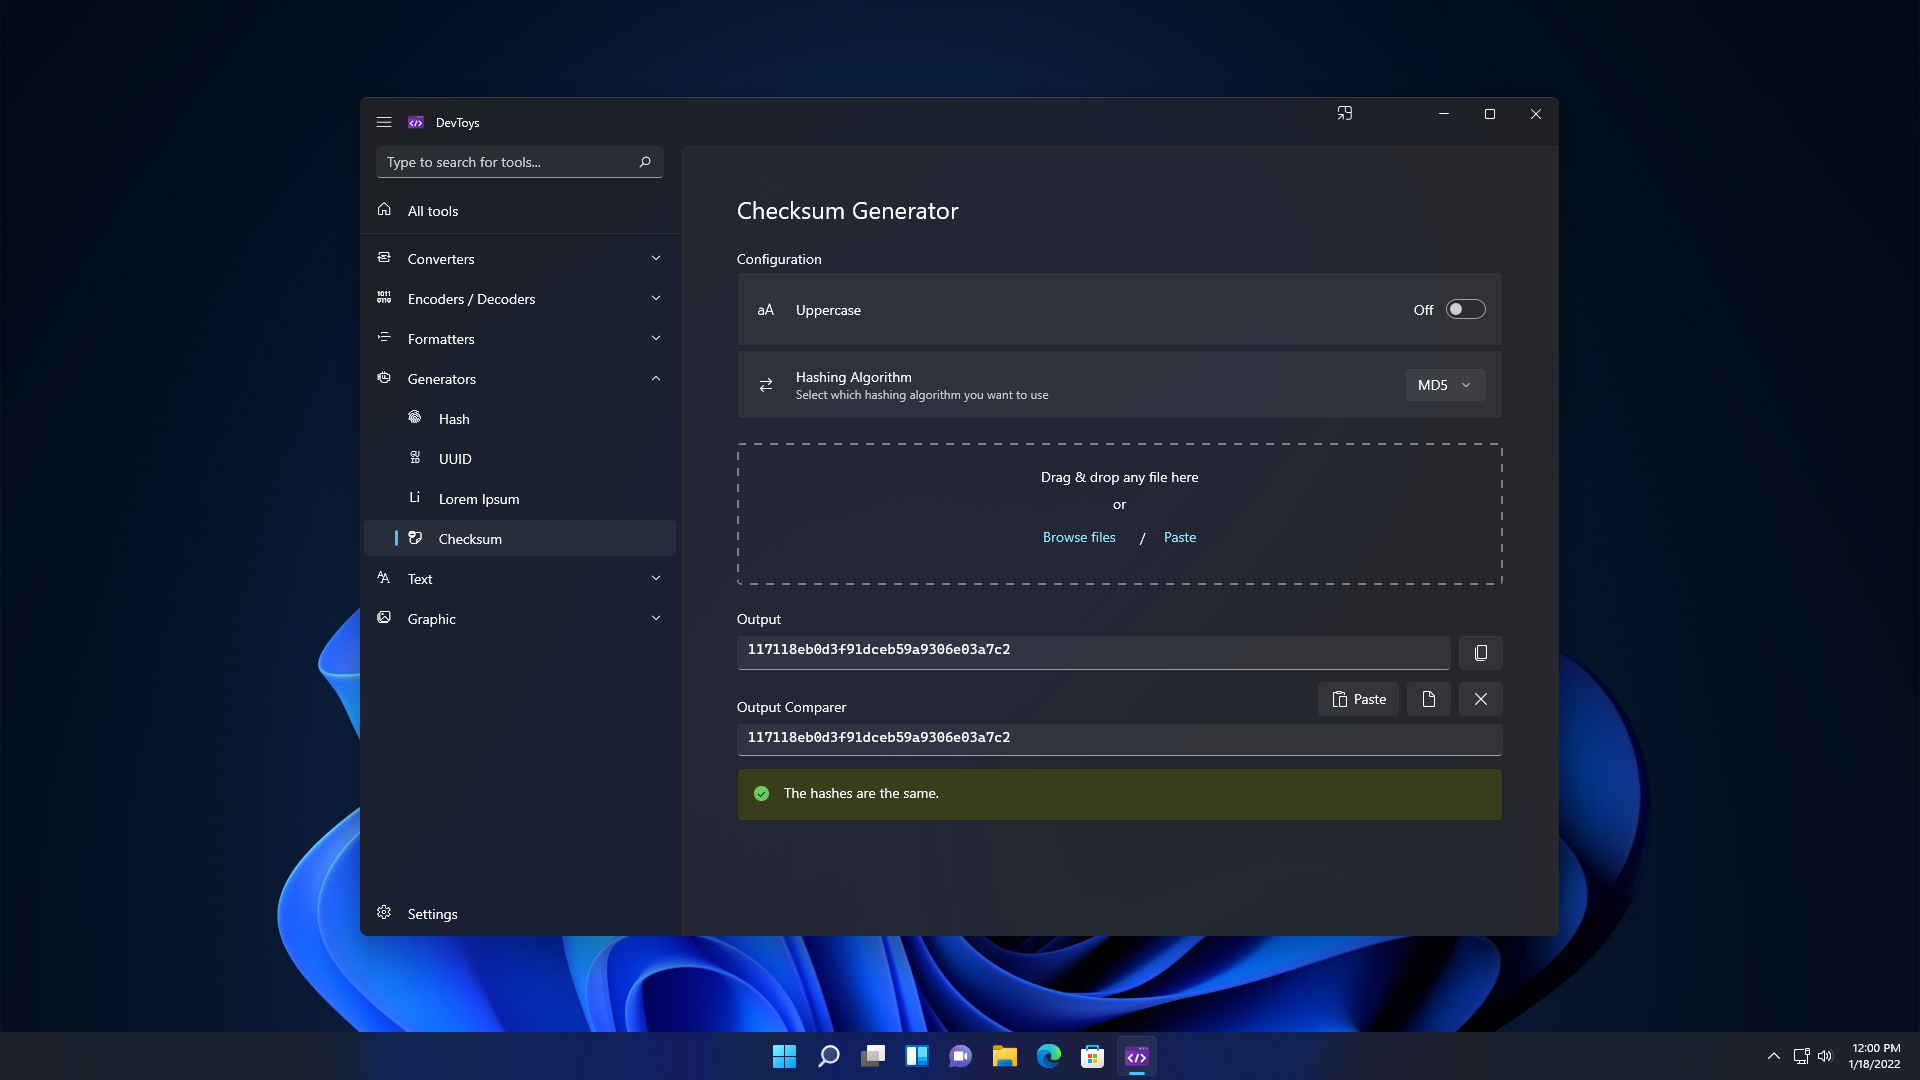 DevToys
Type to search for tools...
All tools
Converters
Encoders / Decoders
Formatters
Generators
Hash
UUID
Lorem Ipsum
Checksum
Text
Graphic
Settings
Checksum Generator
Configuration
aA Uppercase Off
Hashing Algorithm
Select which hashing algorithm you want to use
MD5
Drag & drop any file here
or
Browse files / Paste
Output
117118eb0d3f91dceb59a9306e03a7c2
Output Comparer
Paste
117118eb0d3f91dceb59a9306e03a7c2
The hashes are the same.
12:00 PM
1/18/2022